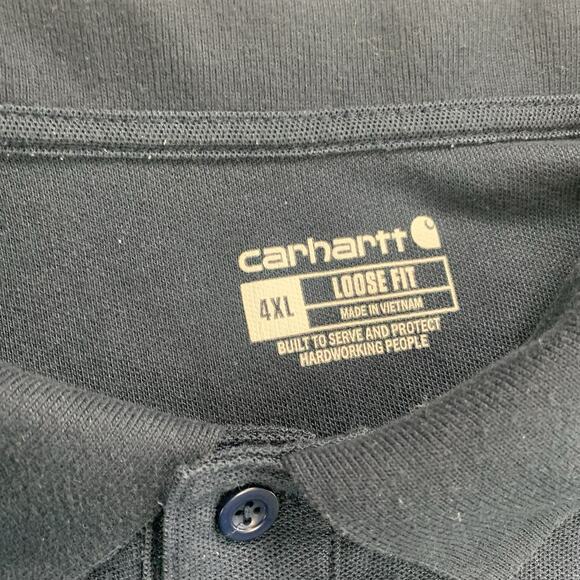 carhartt
4XL LOOSE FIT
MADE IN VIETNAM
BUILT TO SERVE AND PROTECT
HARDWORKING PEOPLE